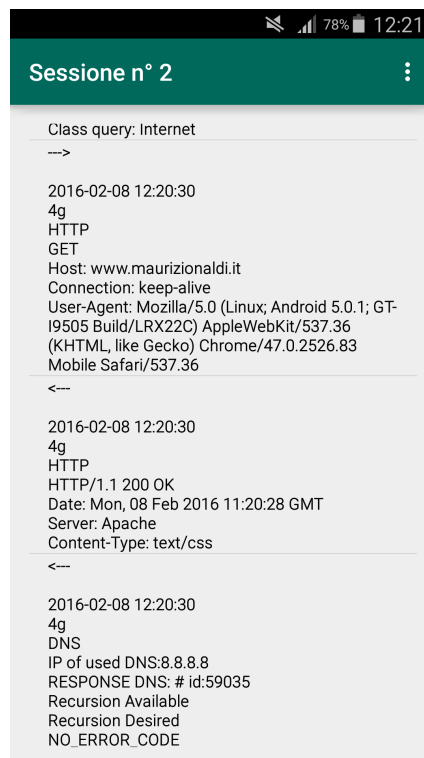 78% 12:21
Sessione n° 2
Class query: Internet
--->
2016-02-08 12:20:30
4g
HTTP
GET
Host: www.maurizionaldi.it
Connection: keep-alive
User-Agent: Mozilla/5.0 (Linux; Android 5.0.1; GT-
I9505 Build/LRX22C) AppleWebKit/537.36
(KHTML, like Gecko) Chrome/47.0.2526.83
Mobile Safari/537.36
<---
2016-02-08 12:20:30
4g
HTTP
HTTP/1.1 200 OK
Date: Mon, 08 Feb 2016 11:20:28 GMT
Server: Apache
Content-Type: text/css
<---
2016-02-08 12:20:30
4g
DNS
IP of used DNS:8.8.8.8
RESPONSE DNS: # id:59035
Recursion Available
Recursion Desired
NO_ERROR_CODE